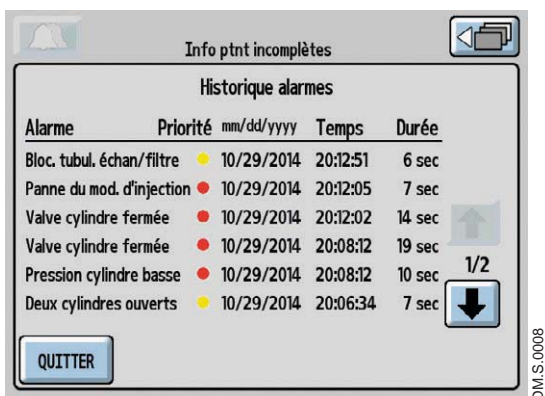 Info ptnt incomplètes
Historique alarmes
Alarme Priorité mm/dd/yyyy Temps Durée
Bloc. tubul. échan/filtre 10/29/2014 20:12:51 6 sec
Panne du mod. d'injection 10/29/2014 20:12:05 7 sec
Valve cylindre fermée 10/29/2014 20:12:02 14 sec
Valve cylindre fermée 10/29/2014 20:08:12 19 sec
Pression cylindre basse 10/29/2014 20:08:12 10 sec
Deux cylindres ouverts 10/29/2014 20:06:34 7 sec
1/2
QUITTER
OM.S.0008